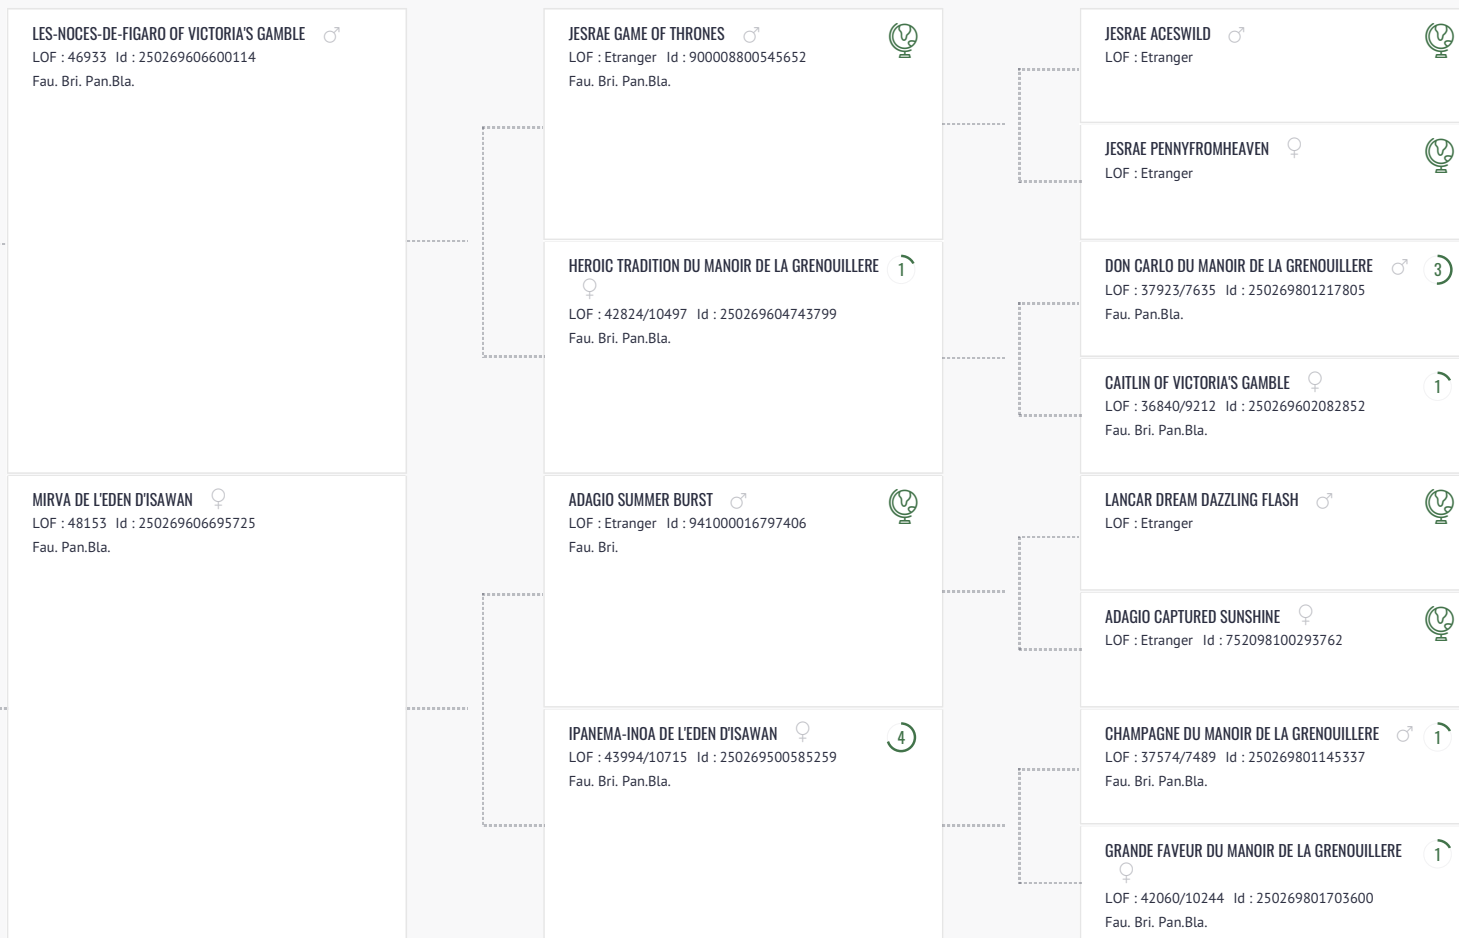 LES-NOCES-DE-FIGARO OF VICTORIA'S GAMBLE
LOF : 46933 Id : 250269606600114
Fau. Bri. Pan.Bla.
MIRVA DE L'EDEN D'ISAWAN
LOF : 48153 Id : 250269606695725
Fau. Pan.Bla.
JESRAE GAME OF THRONES
LOF : Etranger Id : 900008800545652
Fau. Bri. Pan.Bla.
HEROIC TRADITION DU MANOIR DE LA GRENOUILLERE 1
LOF : 42824/10497 Id : 250269604743799
Fau. Bri. Pan.Bla.
ADAGIO SUMMER BURST
LOF : Etranger Id : 941000016797406
Fau. Bri.
IPANEMA-INOA DE L'EDEN D'ISAWAN 4
LOF : 43994/10715 Id : 250269500585259
Fau. Bri. Pan.Bla.
JESRAE ACESWILD
LOF : Etranger
JESRAE PENNYFROMHEAVEN
LOF : Etranger
DON CARLO DU MANOIR DE LA GRENOUILLERE 3
LOF : 37923/7635 Id : 250269801217805
Fau. Pan.Bla.
CAITLIN OF VICTORIA'S GAMBLE 1
LOF : 36840/9212 Id : 250269602082852
Fau. Bri. Pan.Bla.
LANCAR DREAM DAZZLING FLASH
LOF : Etranger
ADAGIO CAPTURED SUNSHINE
LOF : Etranger Id : 752098100293762
CHAMPAGNE DU MANOIR DE LA GRENOUILLERE 1
LOF : 37574/7489 Id : 250269801145337
Fau. Bri. Pan.Bla.
GRANDE FAVEUR DU MANOIR DE LA GRENOUILLERE 1
LOF : 42060/10244 Id : 250269801703600
Fau. Bri. Pan.Bla.